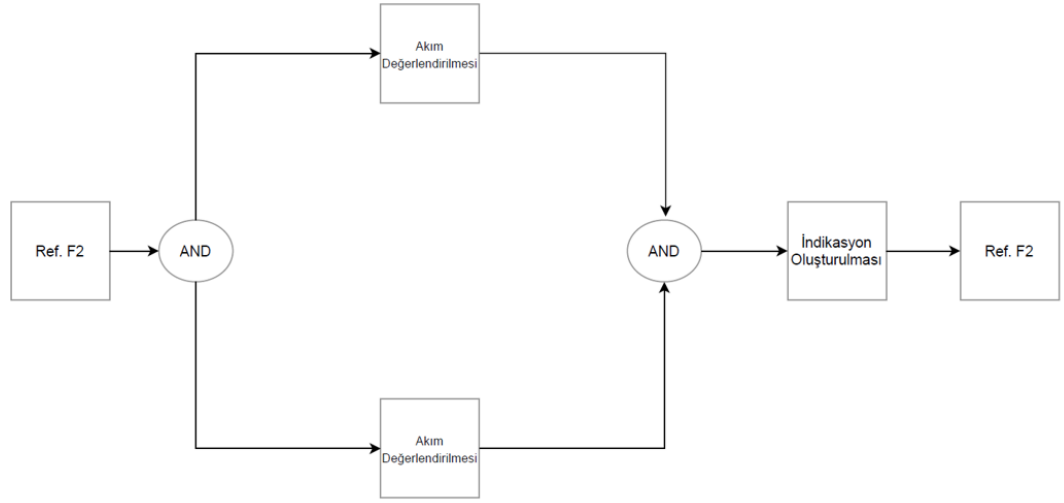 Akım
Değerlendirilmesi
Ref. F2
AND
AND
İndikasyon
Oluşturulması
Ref. F2
Akım
Değerlendirilmesi